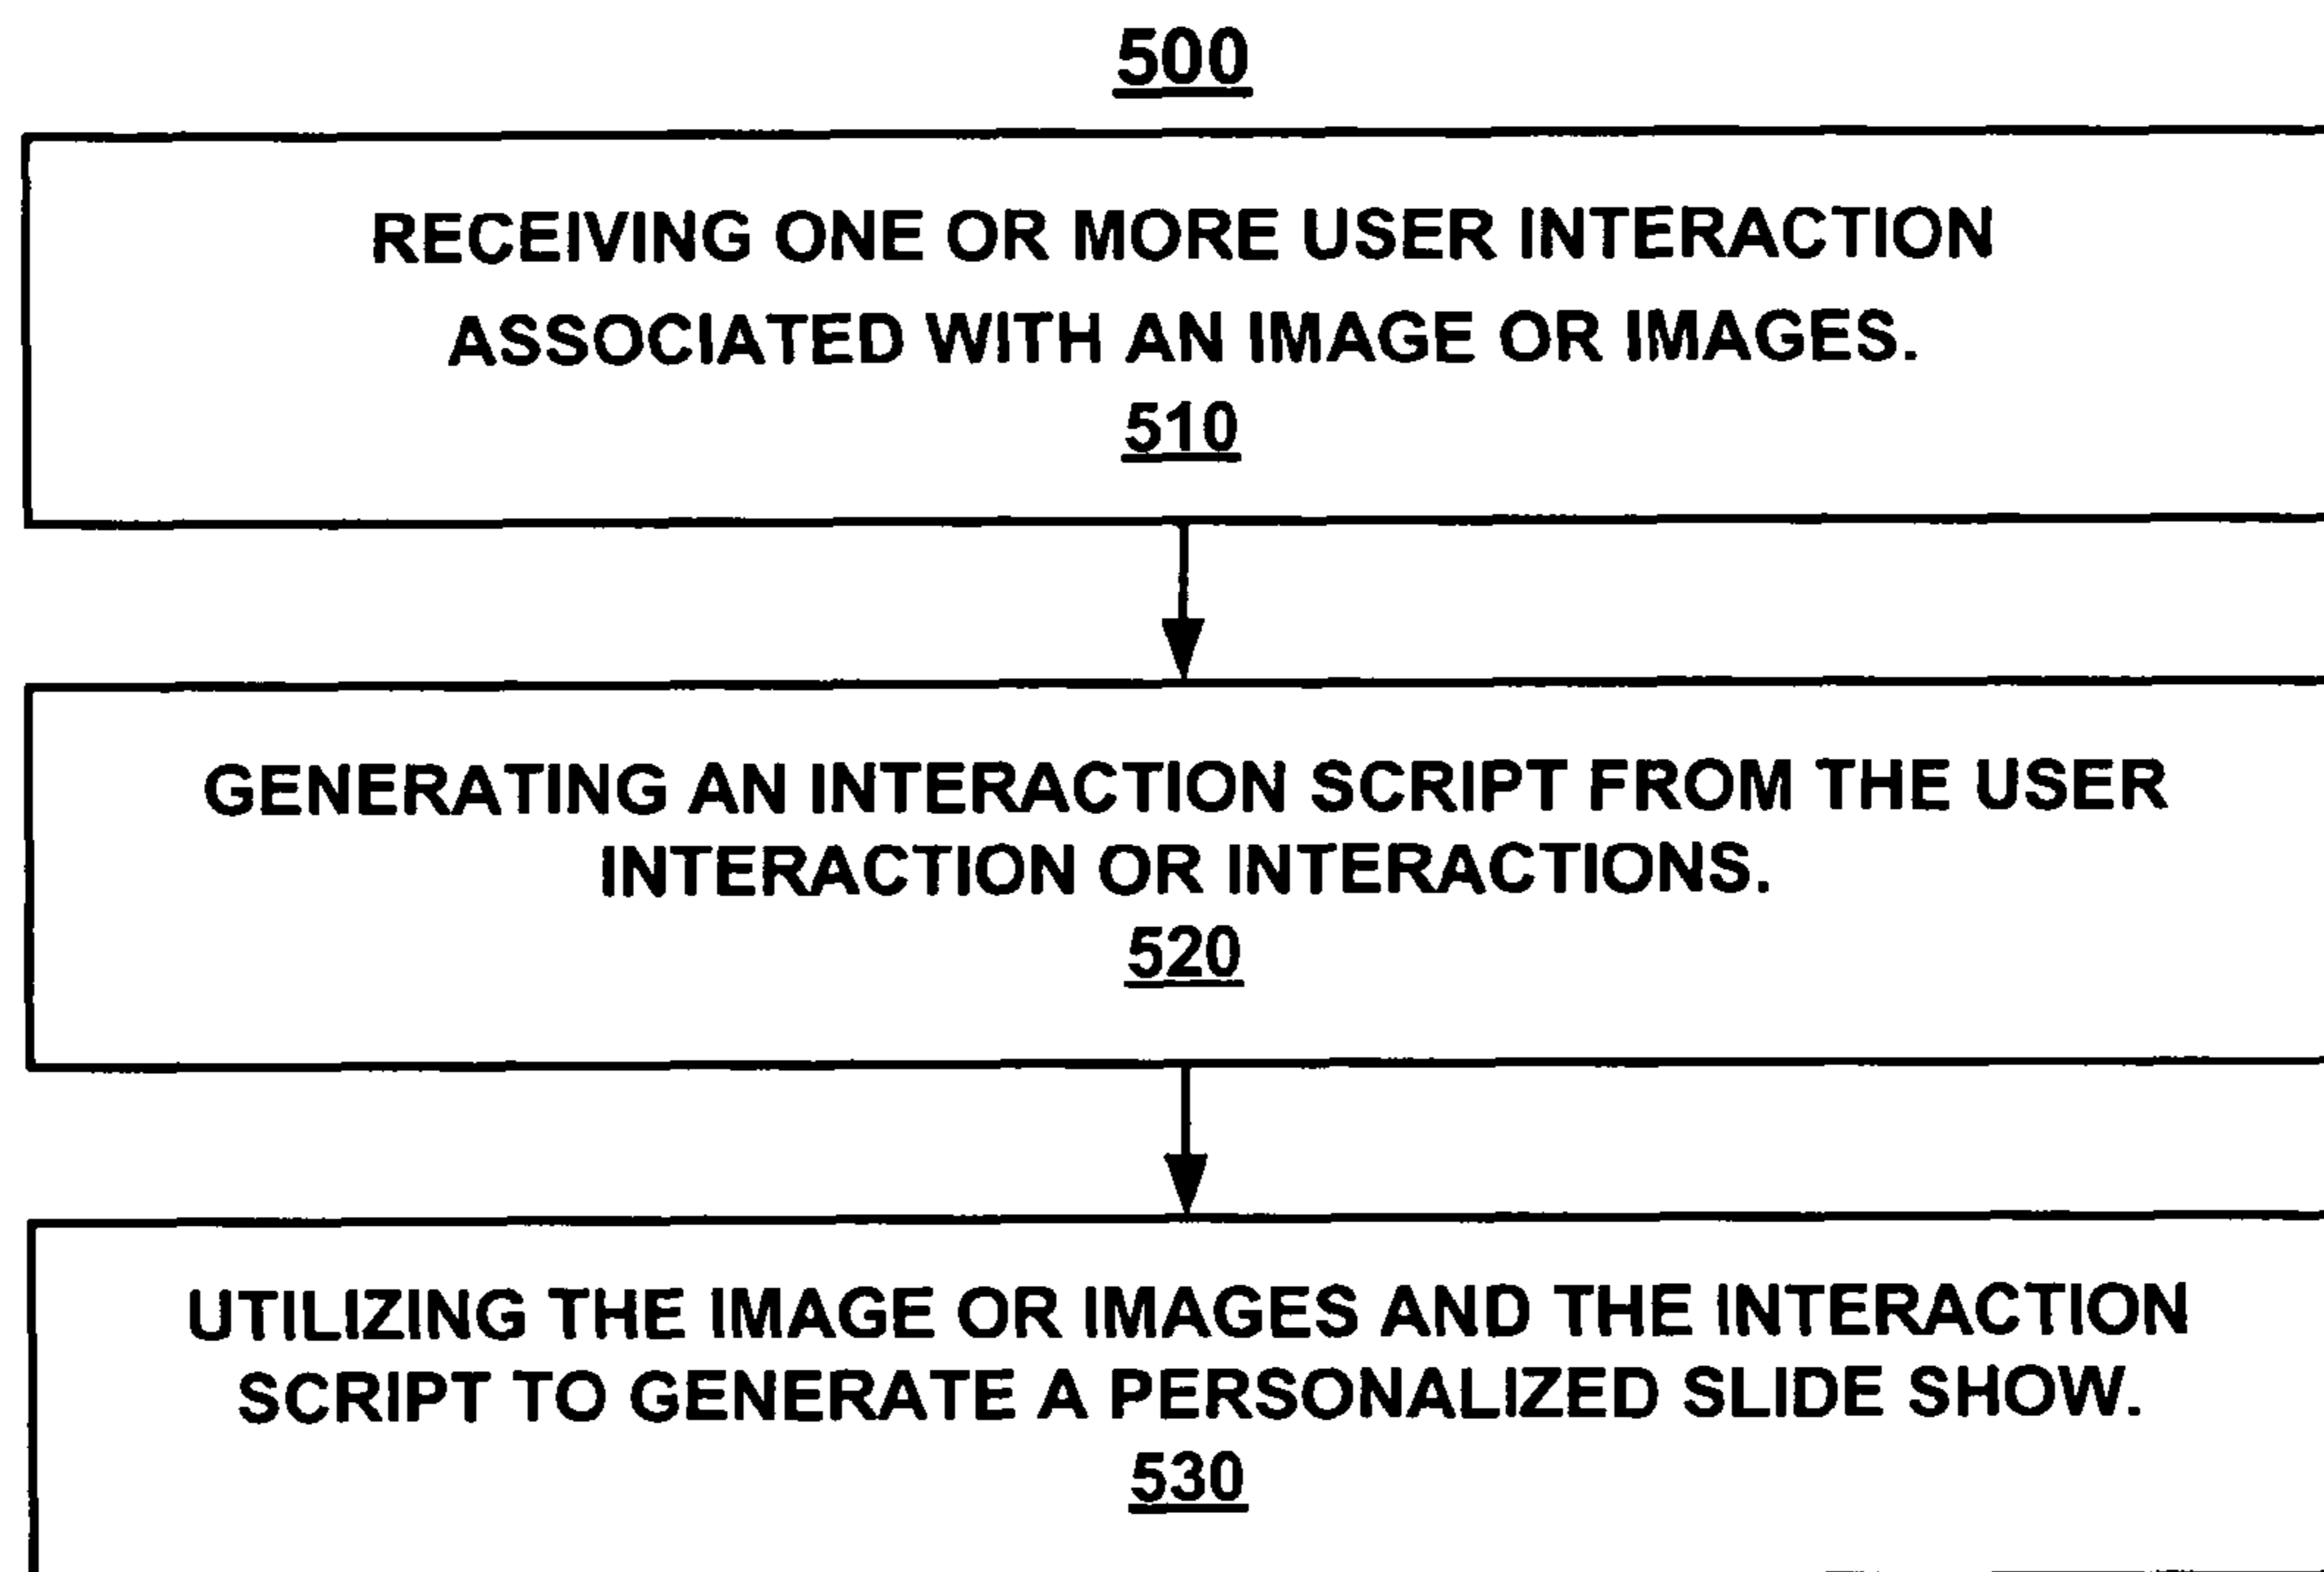 500
RECEIVING ONE OR MORE USER INTERACTION
ASSOCIATED WITH AN IMAGE OR IMAGES.
510
GENERATING AN INTERACTION SCRIPT FROM THE USER
INTERACTION OR INTERACTIONS.
520
UTILIZING THE IMAGE OR IMAGES AND THE INTERACTION
SCRIPT TO GENERATE A PERSONALIZED SLIDE SHOW.
530